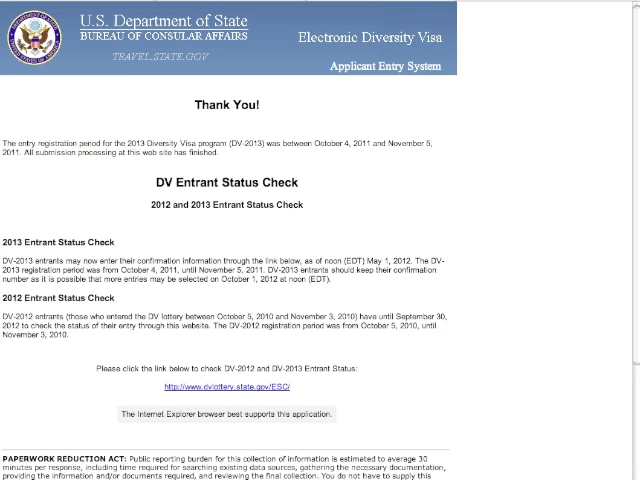 U.S. Department of State
BUREAU OF CONSULAR AFFAIRS
TRAVEL.STATE.GOV
Electronic Diversity Visa
Applicant Entry System
Thank You!
The entry registration period for the 2013 Diversity Visa program (DV-2013) was between October 4, 2011 and November 5,
2011. All submission processing at this web site has finished.
DV Entrant Status Check
2012 and 2013 Entrant Status Check
2013 Entrant Status Check
DV-2013 entrants may now enter their confirmation information through the link below, as of noon (EDT) May 1, 2012. The DV-
2013 registration period was from October 4, 2011, until November 5, 2011. DV-2013 entrants should keep their confirmation
number as it is possible that more entries may be selected on October 1, 2012 at noon (EDT).
2012 Entrant Status Check
DV-2012 entrants (those who entered the DV lottery between October 5, 2010 and November 3, 2010) have until September 30,
2012 to check the status of their entry through this website. The DV-2012 registration period was from October 5, 2010, until
November 3, 2010.
Please click the link below to check DV-2012 and DV-2013 Entrant Status:
http://www.dvlottery.state.gov/ESC/
The Internet Explorer browser best supports this application.
PAPERWORK REDUCTION ACT: Public reporting burden for this collection of information is estimated to average 30
minutes per response, including time required for searching existing data sources, gathering the necessary documentation,
providing the information and/or documents required, and reviewing the final collection. You do not have to supply this